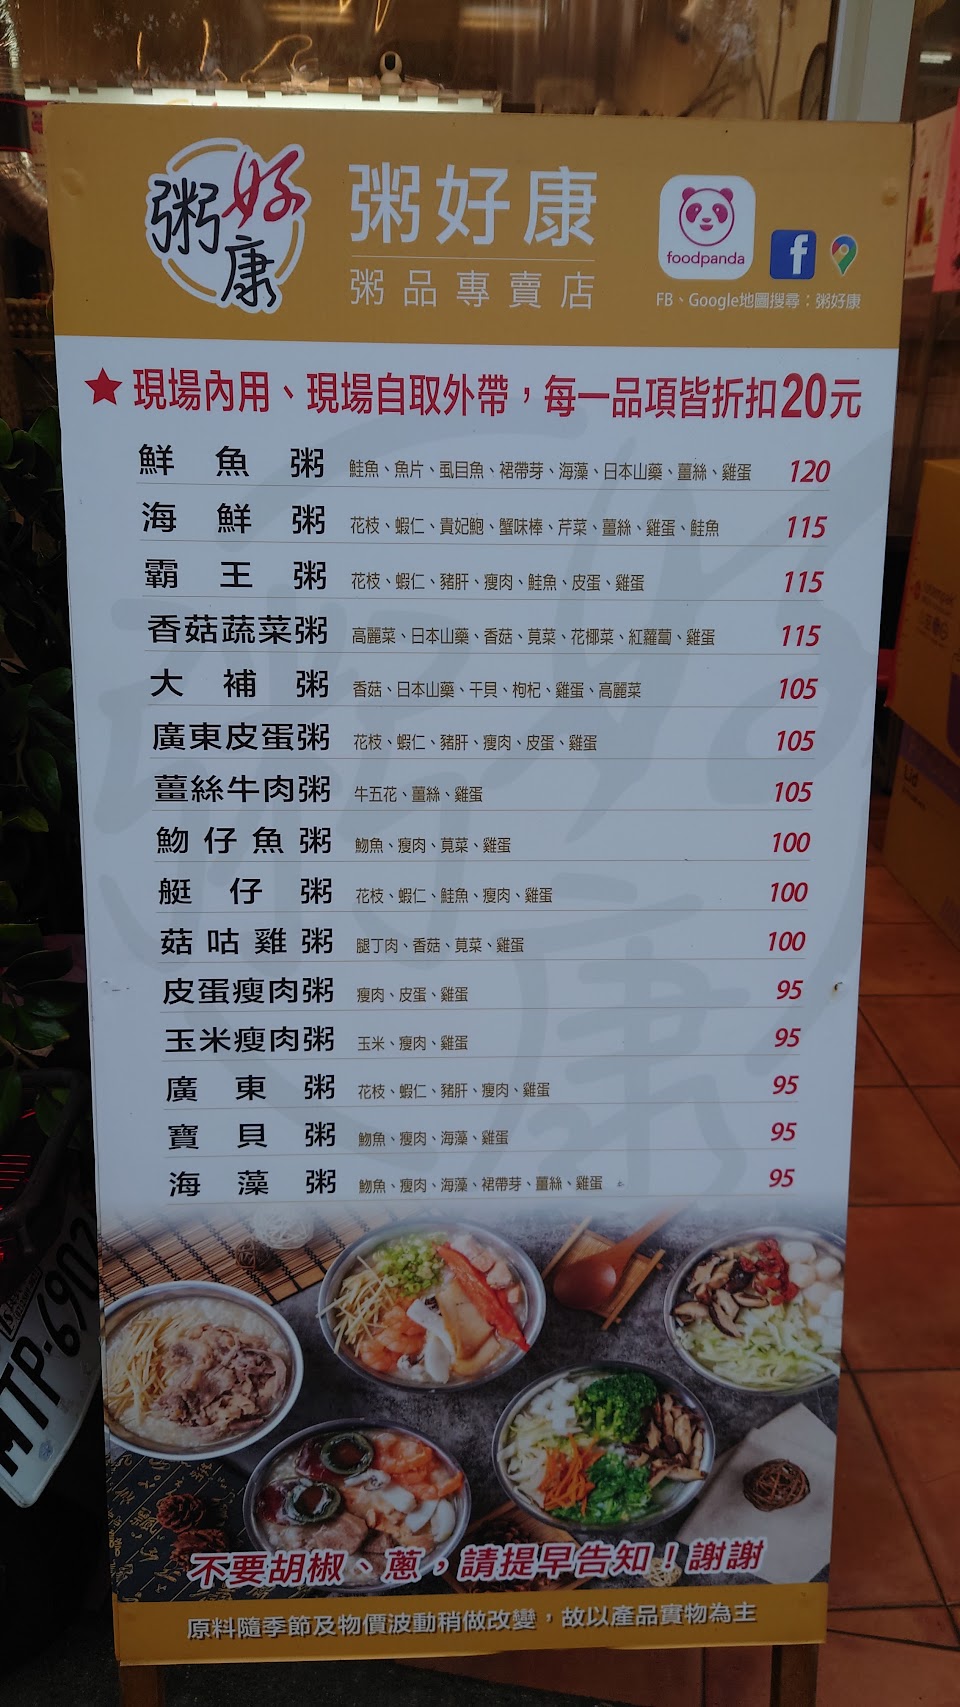 粥好康
粥好康
粥品專賣店
foodpanda
f
FB、Google地圖搜尋：粥好康
★現場內用、現場自取外帶，每一品項皆折扣20元
鮮魚粥 鮭魚、魚片、虱目魚、裙帶芽、海藻、日本山藥、薑絲、雞蛋 120
海鮮粥 花枝、蝦仁、貴妃鮑、蟹味棒、芹菜、薑絲、雞蛋、鮭魚 115
霸王粥 花枝、蝦仁、豬肝、瘦肉、鮭魚、皮蛋、雞蛋 115
香菇蔬菜粥 高麗菜、日本山藥、香菇、莧菜、花椰菜、紅蘿蔔、雞蛋 115
大補粥 香菇、日本山藥、干貝、枸杞、雞蛋、高麗菜 105
廣東皮蛋粥 花枝、蝦仁、豬肝、瘦肉、皮蛋、雞蛋 105
薑絲牛肉粥 牛五花、薑絲、雞蛋 105
魩仔魚粥 魩魚、瘦肉、莧菜、雞蛋 100
艇仔粥 花枝、蝦仁、鮭魚、瘦肉、雞蛋 100
菇咕雞粥 腿丁肉、香菇、莧菜、雞蛋 100
皮蛋瘦肉粥 瘦肉、皮蛋、雞蛋 95
玉米瘦肉粥 玉米、瘦肉、雞蛋 95
廣東粥 花枝、蝦仁、豬肝、瘦肉、雞蛋 95
寶貝粥 魩魚、瘦肉、海藻、雞蛋 95
海藻粥 魩魚、瘦肉、海藻、裙帶芽、薑絲、雞蛋 95
不要胡椒、蔥，請提早告知！謝謝
原料隨季節及物價波動稍做改變，故以產品實物為主
MTP-6907
Lid